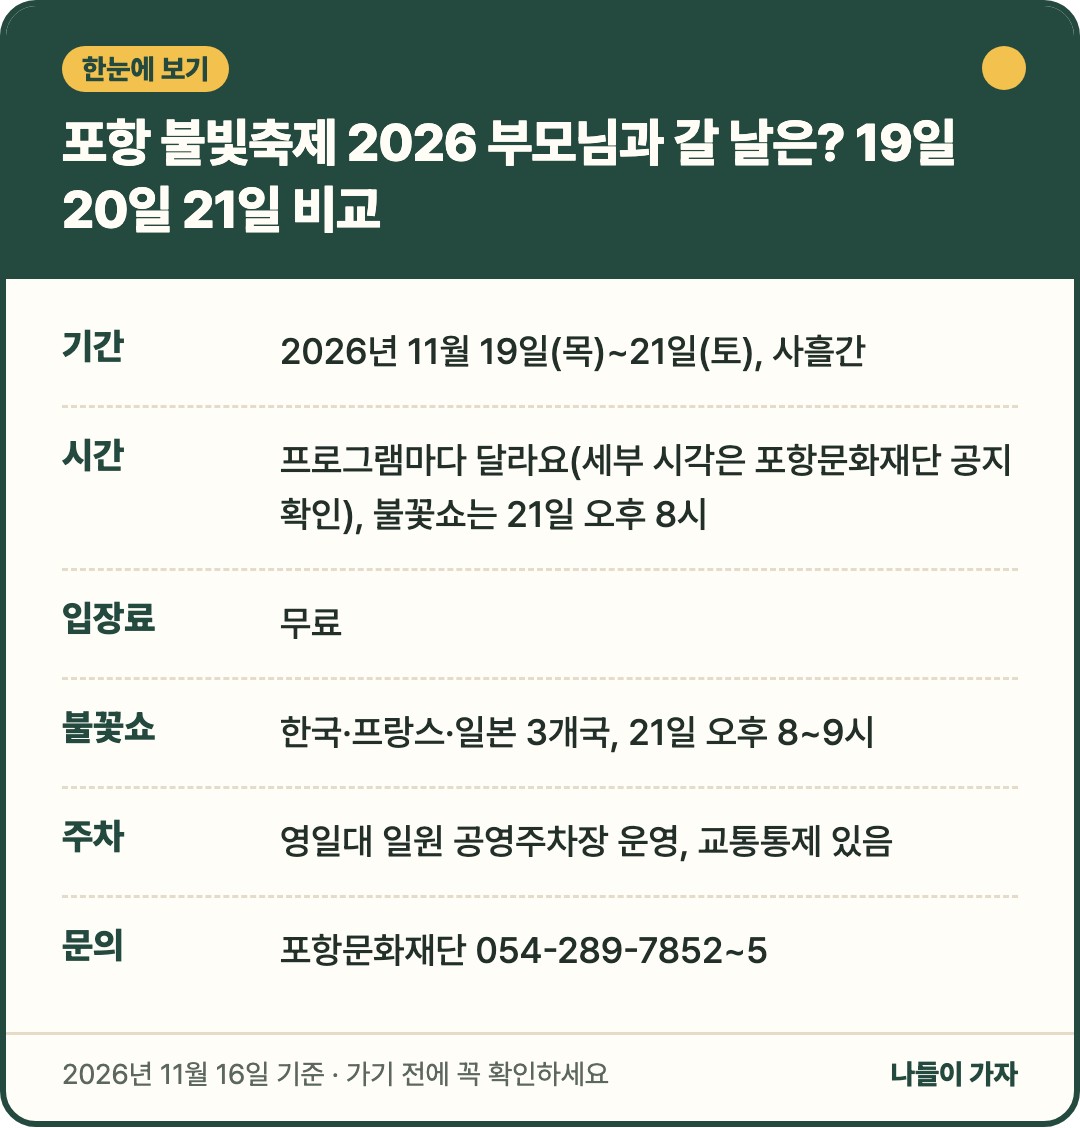 한눈에 보기
포항 불빛축제 2026 부모님과 갈 날은? 19일
20일 21일 비교
기간
2026년 11월 19일(목)~21일(토), 사흘간
시간
프로그램마다 달라요(세부 시각은 포항문화재단 공지
확인), 불꽃쇼는 21일 오후 8시
입장료
무료
불꽃쇼
한국·프랑스·일본 3개국, 21일 오후 8~9시
주차
영일대 일원 공영주차장 운영, 교통통제 있음
문의
포항문화재단 054-289-7852~5
2026년 11월 16일 기준 · 가기 전에 꼭 확인하세요
나들이 가자